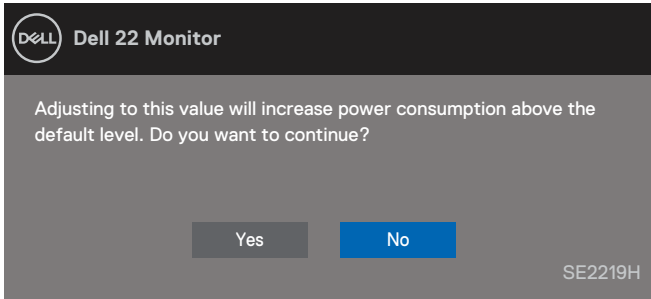 DELL Dell 22 Monitor
Adjusting to this value will increase power consumption above the
default level. Do you want to continue?
Yes No
SE2219H